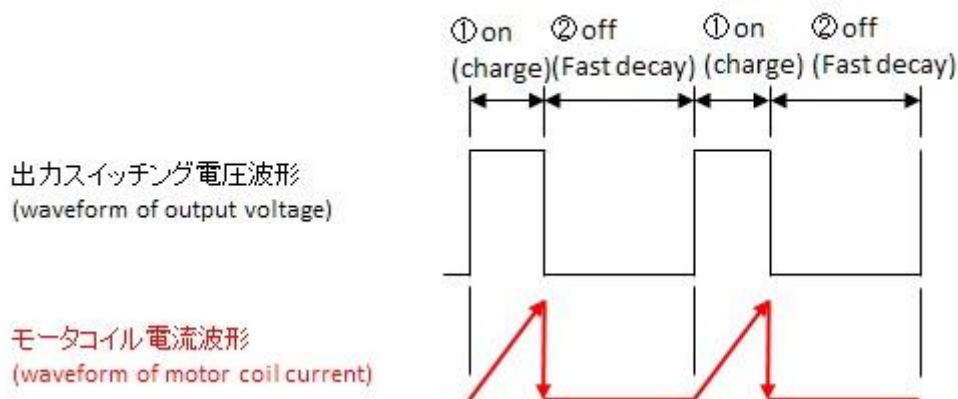 ①on ②off ①on ②off
(charge)(Fast decay) (charge) (Fast decay)
出力スイッチング電圧波形
(waveform of output voltage)
モータコイル電流波形
(waveform of motor coil current)